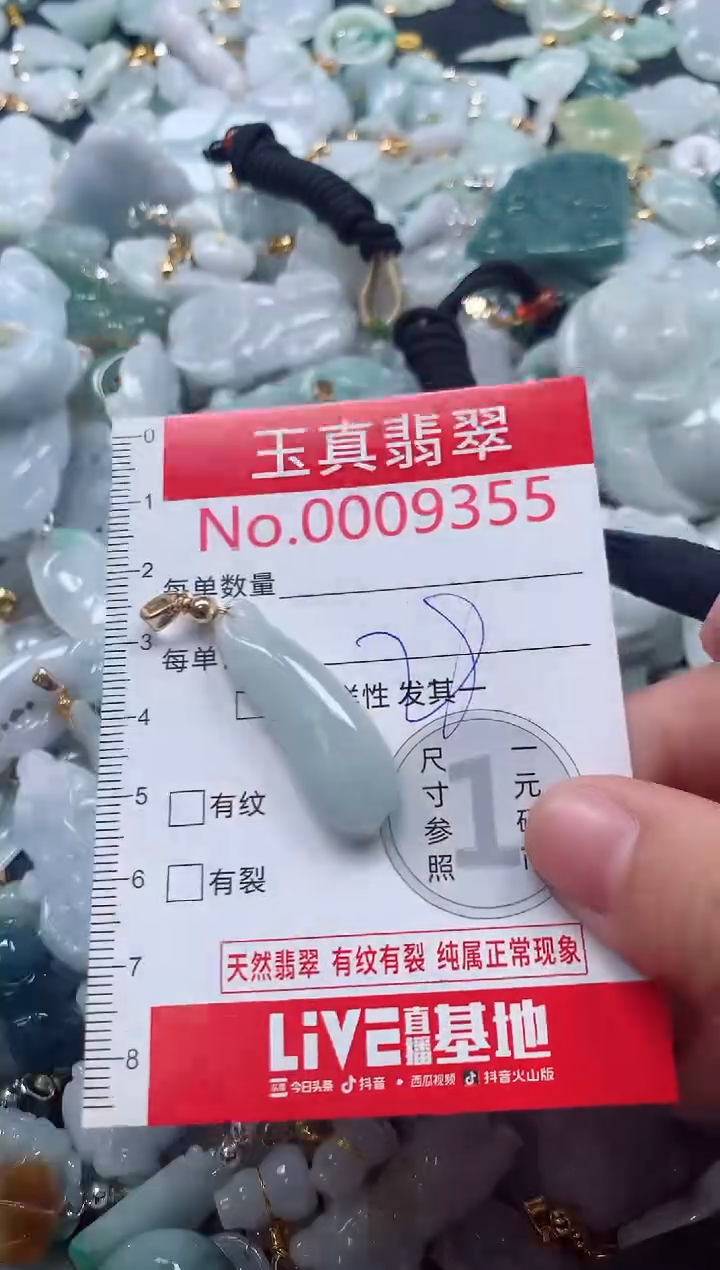 玉真翡翠
No.0009355
每单数量
每单
样性 发其一
尺寸参照
1
一元硬币
有纹
有裂
天然翡翠 有纹有裂 纯属正常现象
LiVE直播基地
今日头条 抖音 • 西瓜视频 抖音火山版
0
1
2
3
4
5
6
7
8